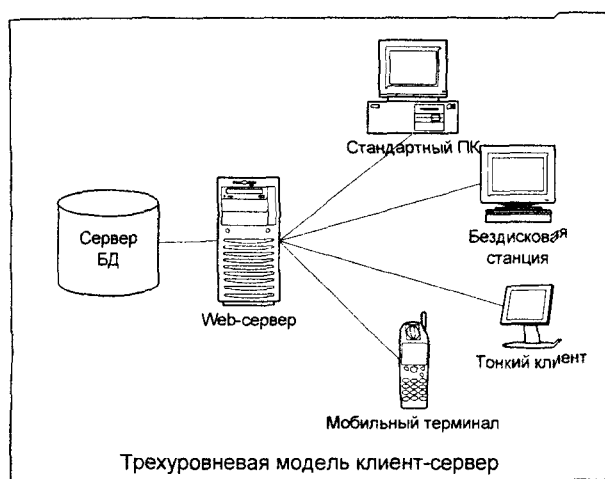 Стандартный ПК
Сервер
БД
Бездисковая
станция
Web-сервер
Тонкий клиент
Мобильный терминал
Трехуровневая модель клиент-сервер